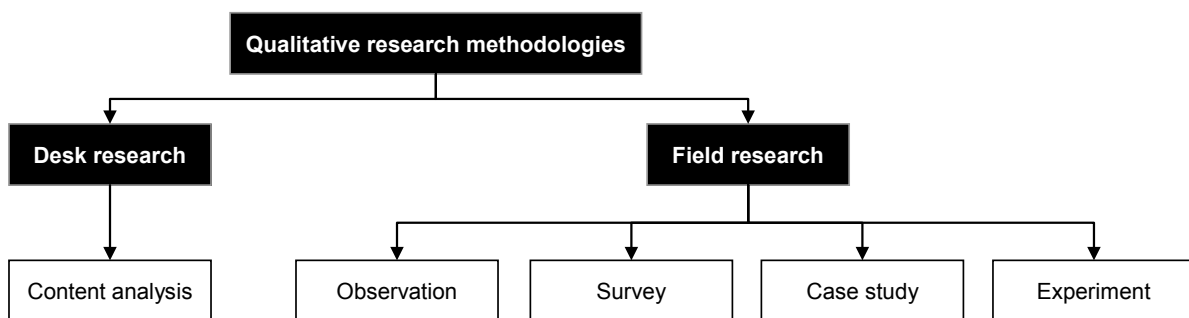 Qualitative research methodologies
Desk research
Field research
Content analysis
Observation
Survey
Case study
Experiment